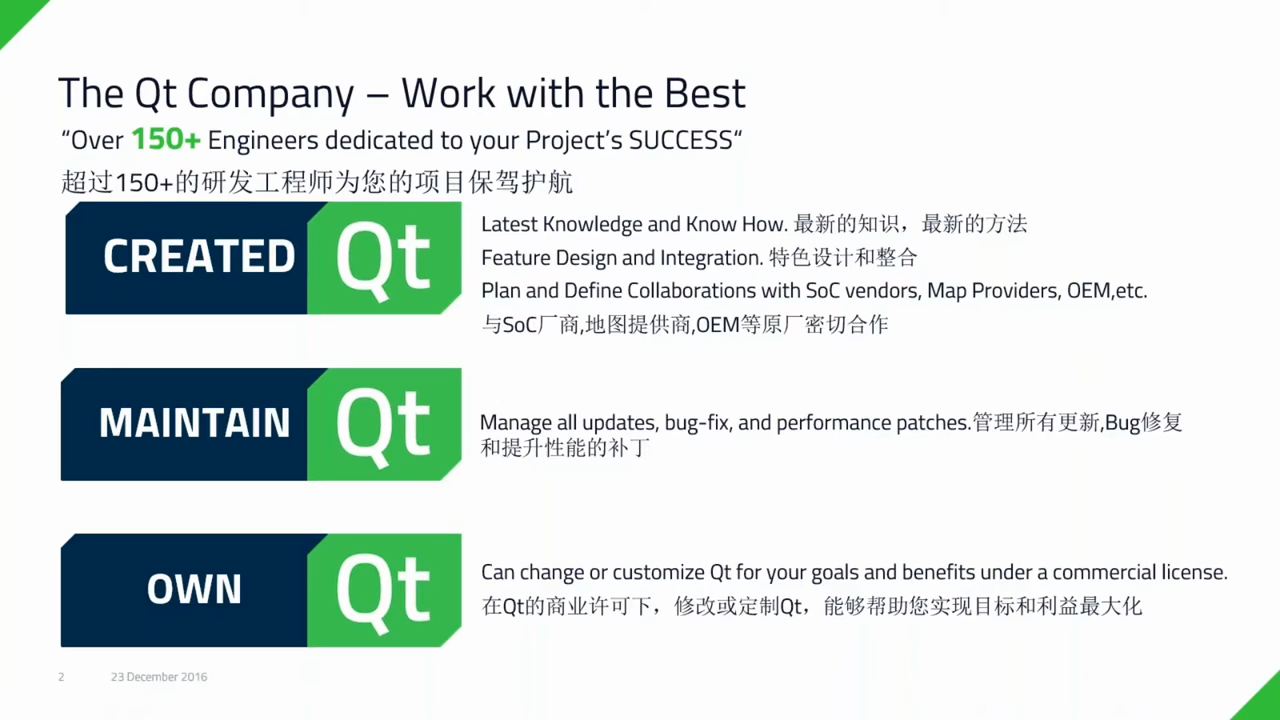 The Qt Company – Work with the Best
“Over 150+ Engineers dedicated to your Project’s SUCCESS“
超过150+的研发工程师为您的项目保驾护航
CREATED Qt
Latest Knowledge and Know How. 最新的知识，最新的方法
Feature Design and Integration. 特色设计和整合
Plan and Define Collaborations with SoC vendors, Map Providers, OEM,etc.
与SoC厂商,地图提供商,OEM等原厂密切合作
MAINTAIN Qt
Manage all updates, bug-fix, and performance patches.管理所有更新,Bug修复
和提升性能的补丁
OWN Qt
Can change or customize Qt for your goals and benefits under a commercial license.
在Qt的商业许可下，修改或定制Qt，能够帮助您实现目标和利益最大化
2 23 December 2016